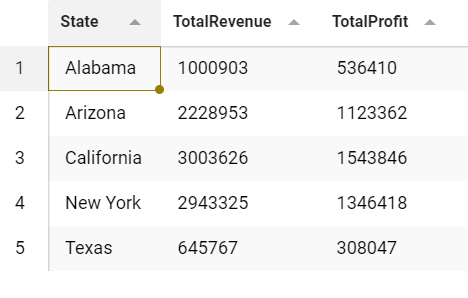 State TotalRevenue TotalProfit
1 Alabama 1000903 536410
2 Arizona 2228953 1123362
3 California 3003626 1543846
4 New York 2943325 1346418
5 Texas 645767 308047